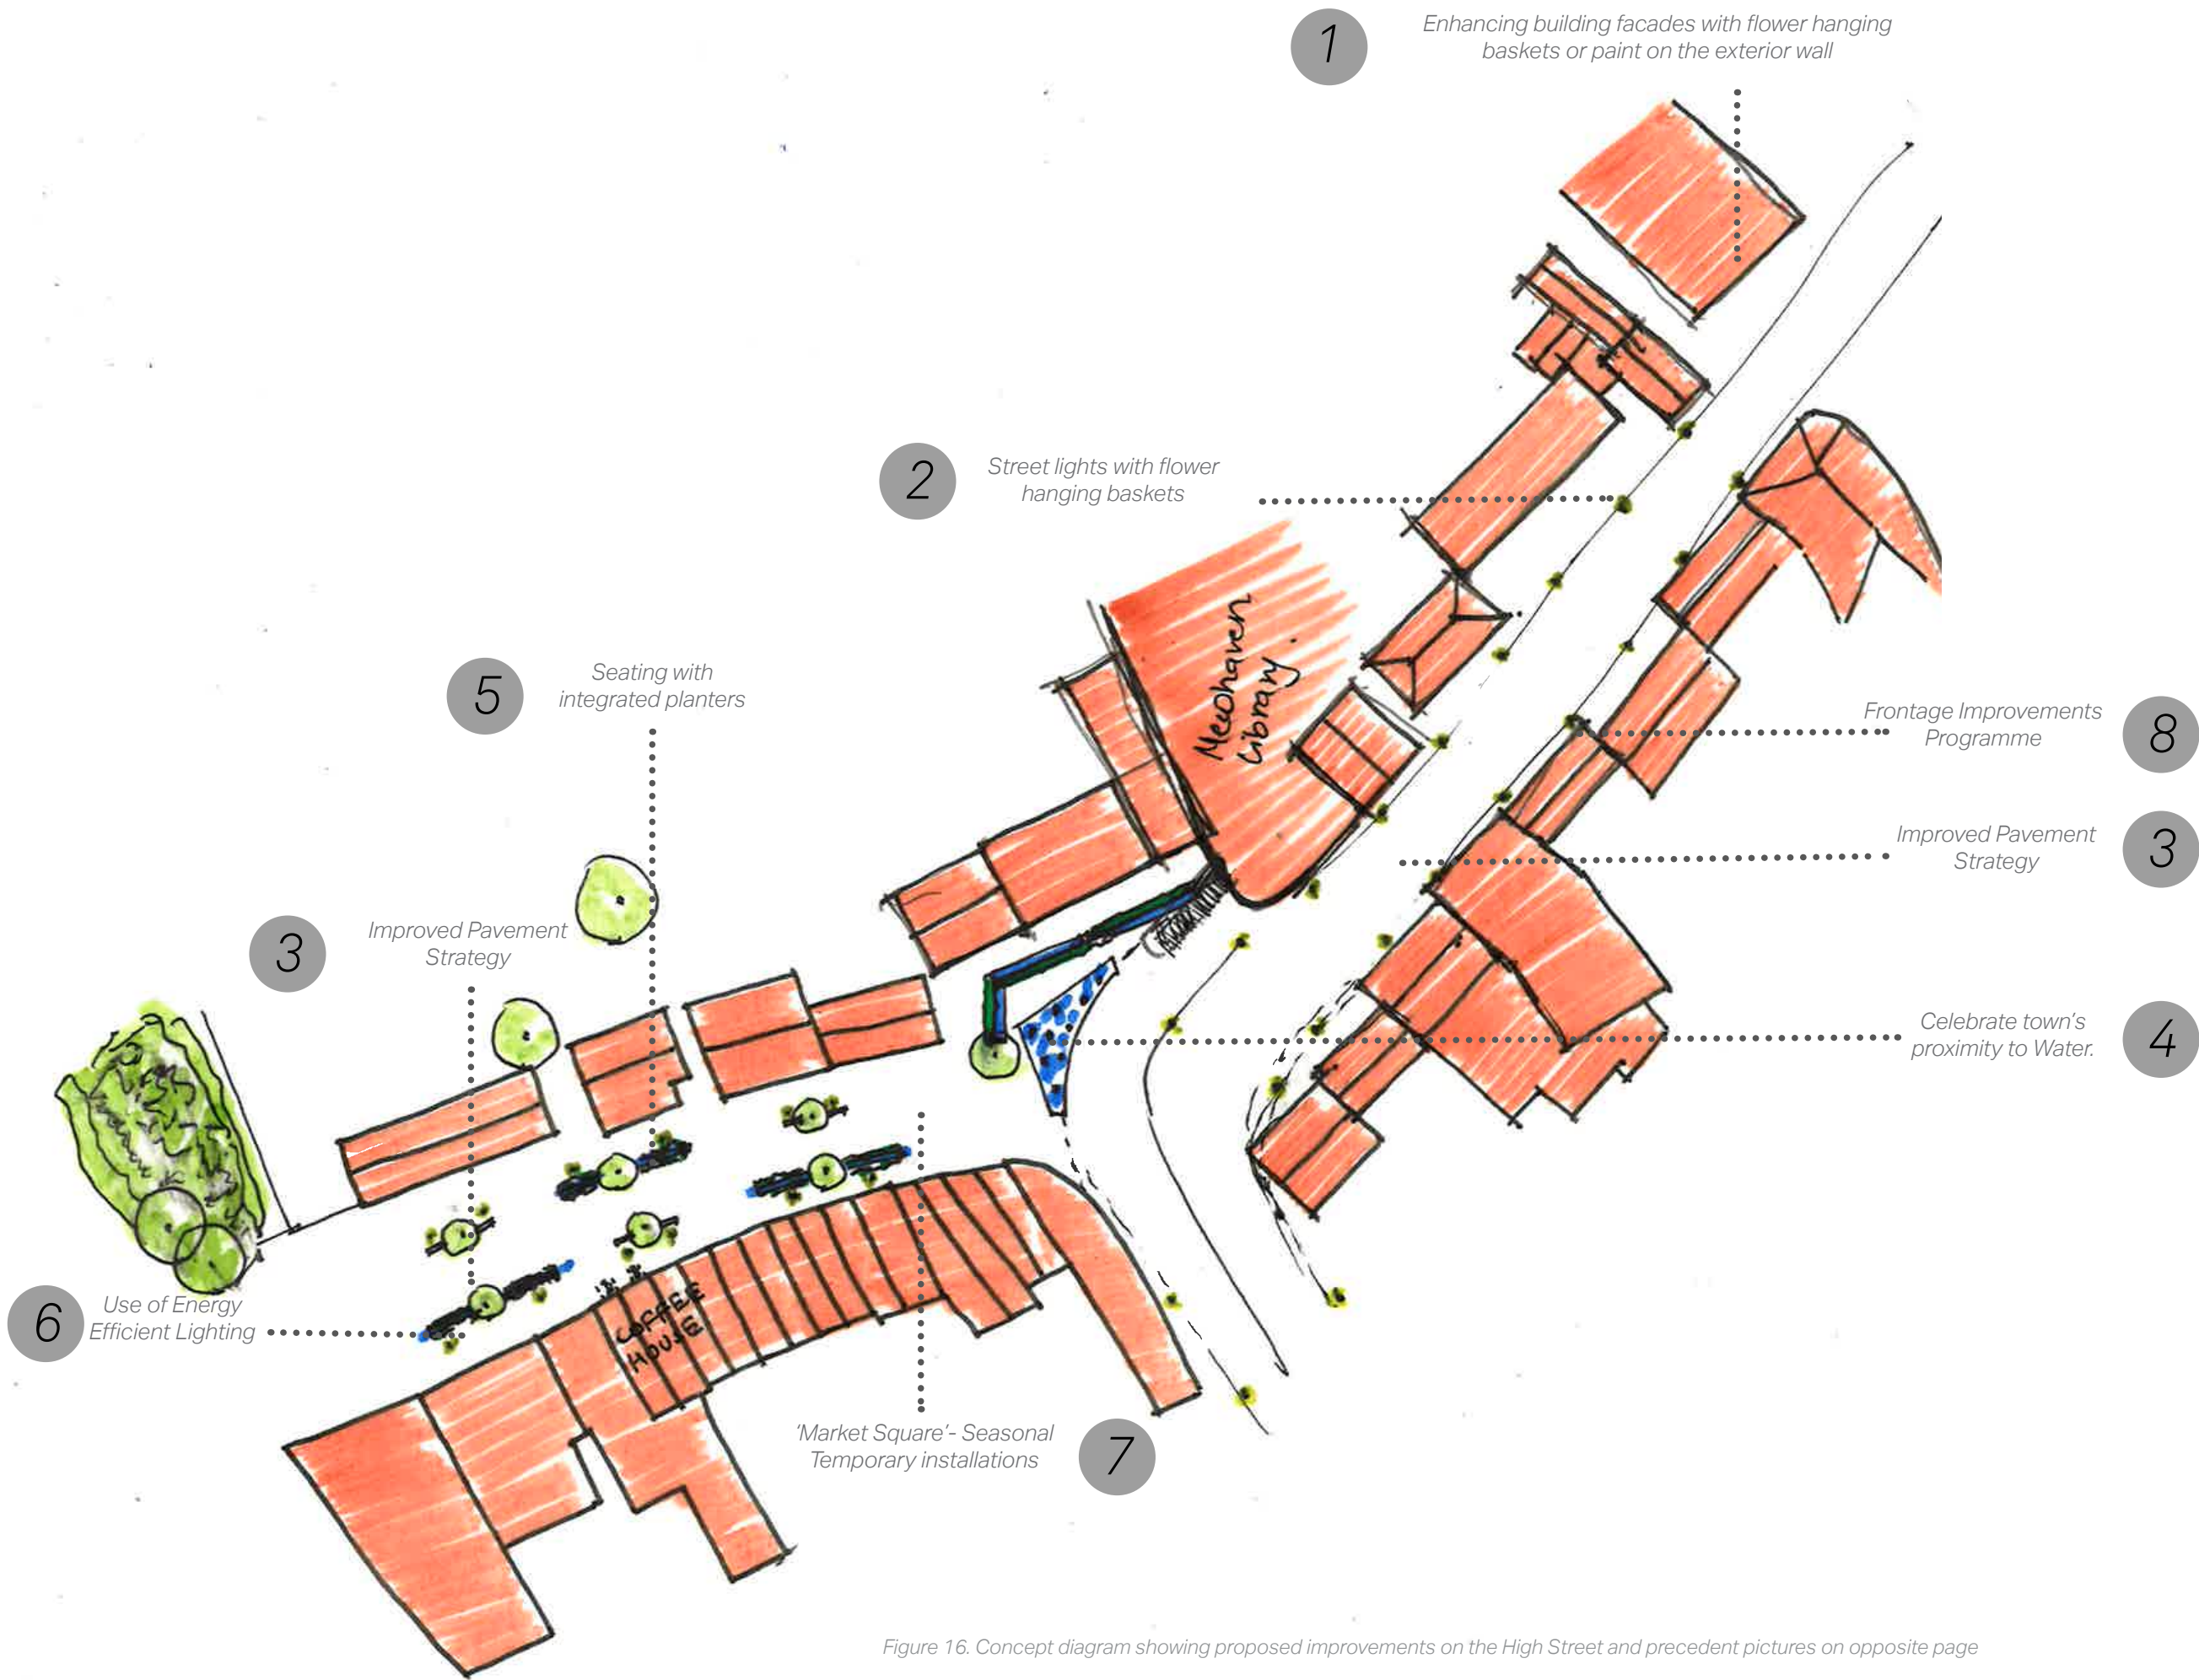 1
Enhancing building facades with flower hanging
baskets or paint on the exterior wall
2
Street lights with flower
hanging baskets
Newhaven
Library
5
Seating with
integrated planters
Frontage Improvements
Programme
8
Improved Pavement
Strategy
3
3
Improved Pavement
Strategy
Celebrate town's
proximity to Water.
4
6
Use of Energy
Efficient Lighting
COFFEE
HOUSE
'Market Square'- Seasonal
Temporary installations
7
Figure 16. Concept diagram showing proposed improvements on the High Street and precedent pictures on opposite page